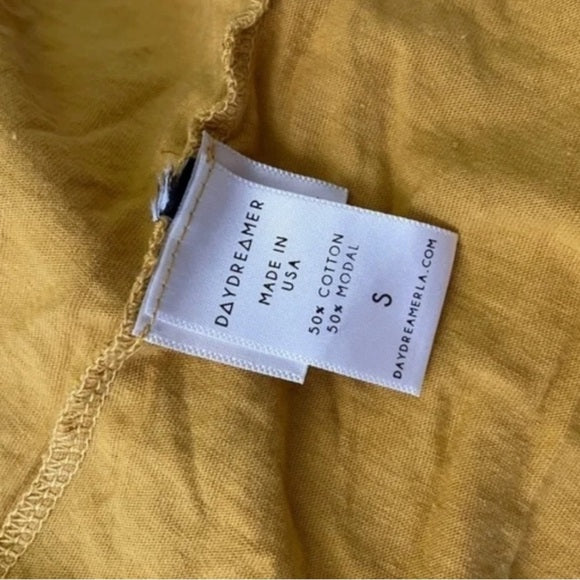 DAYDREAMER
MADE IN
USA
50% COTTON
50% MODAL
S
DAYDREAMERLA.COM